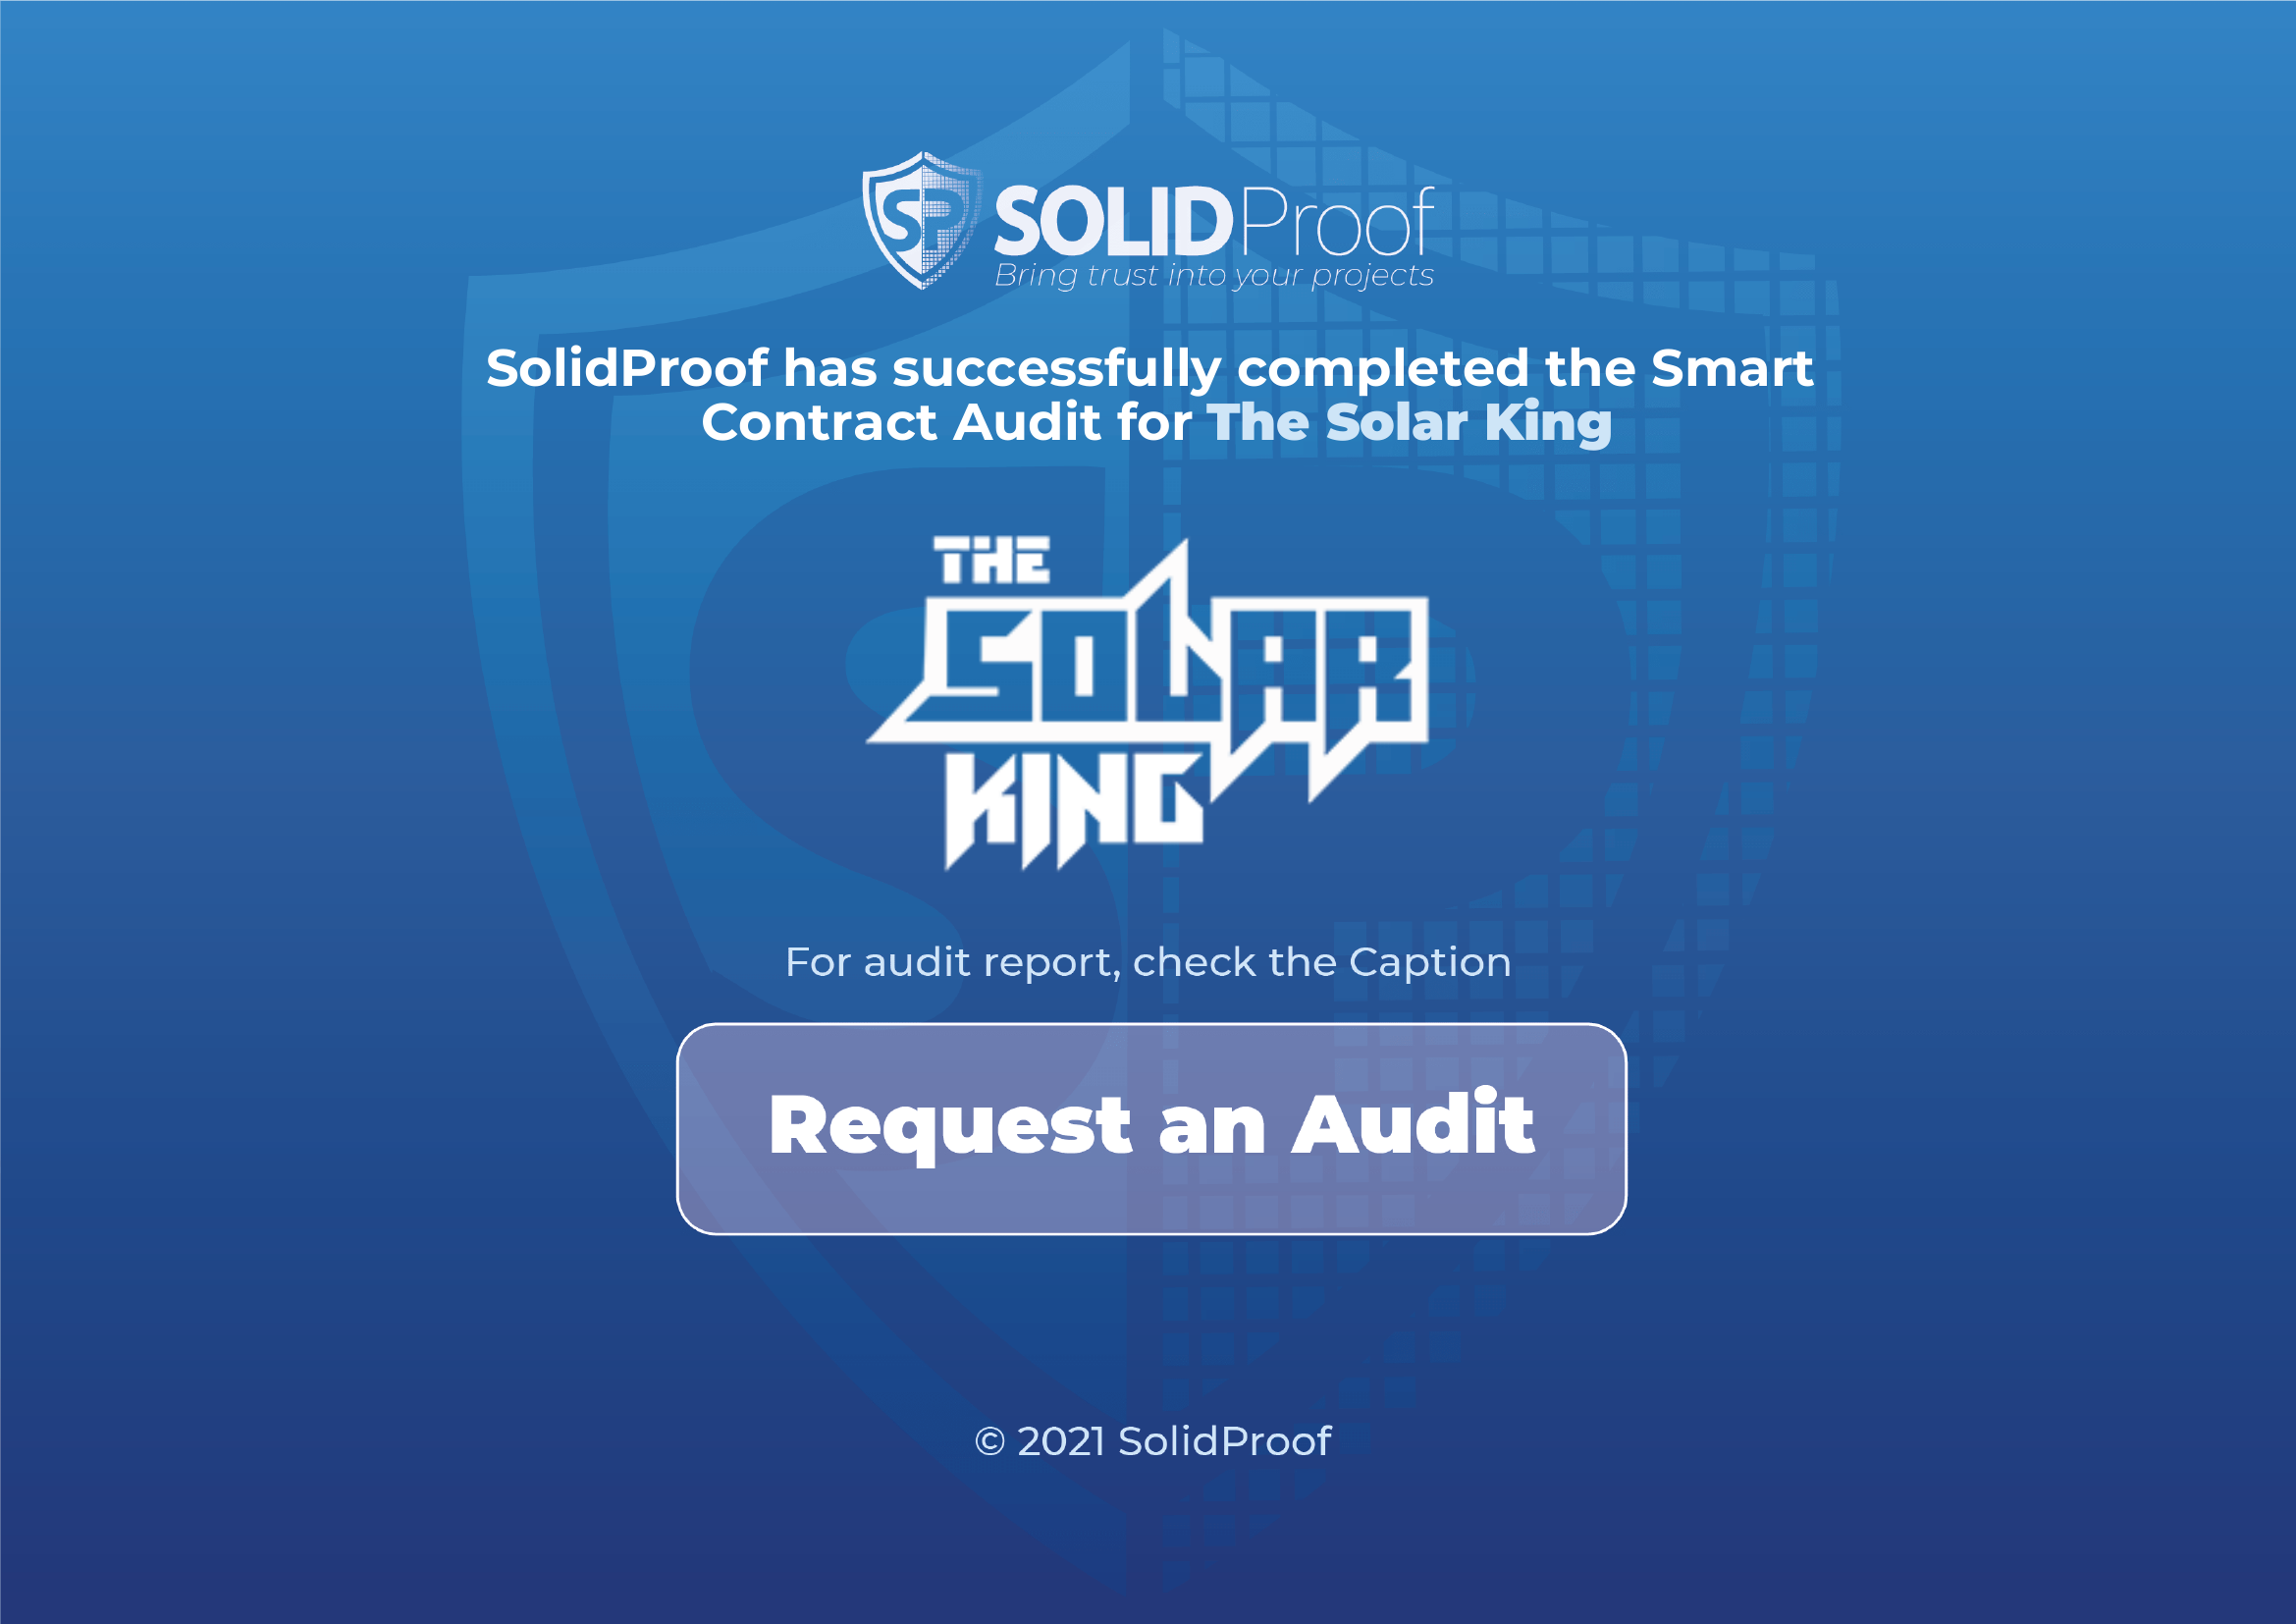 SP SOLIDProof
Bring trust into your projects
SolidProof has successfully completed the Smart
Contract Audit for The Solar King
THE
SOLAR
KING
For audit report, check the Caption
Request an Audit
© 2021 SolidProof